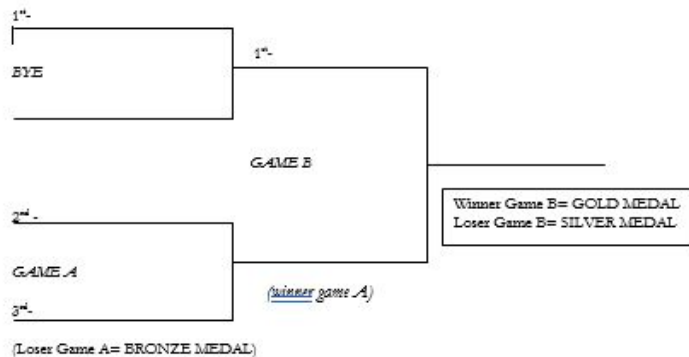 1st-
BYE
1st-
GAME B
Winner Game B= GOLD MEDAL
Loser Game B= SILVER MEDAL
2nd -
GAME A
(winner game A)
3rd-
(Loser Game A= BRONZE MEDAL)